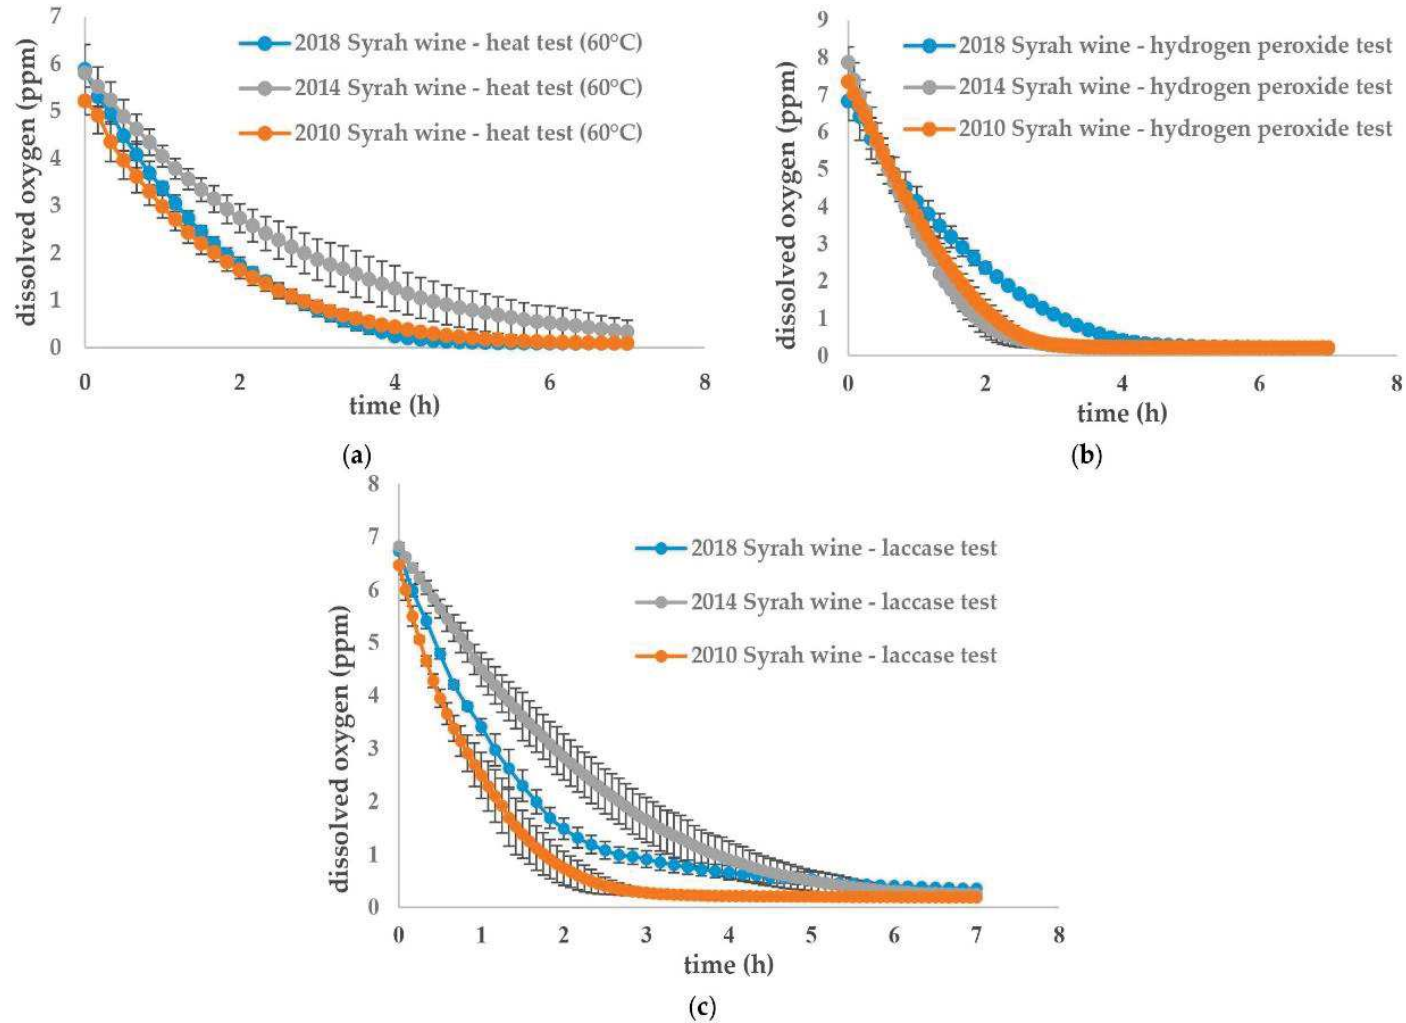 7
6
5
4
3
2
1
0
dissolved oxygen (ppm)
2018 Syrah wine - heat test (60°C)
2014 Syrah wine - heat test (60°C)
2010 Syrah wine - heat test (60°C)
0 2 4 6 8
time (h)
(a)
9
8
7
6
5
4
3
2
1
0
dissolved oxygen (ppm)
2018 Syrah wine - hydrogen peroxide test
2014 Syrah wine - hydrogen peroxide test
2010 Syrah wine - hydrogen peroxide test
0 2 4 6 8
time (h)
(b)
8
7
6
5
4
3
2
1
0
dissolved oxygen (ppm)
2018 Syrah wine - laccase test
2014 Syrah wine - laccase test
2010 Syrah wine - laccase test
0 1 2 3 4 5 6 7 8
time (h)
(c)